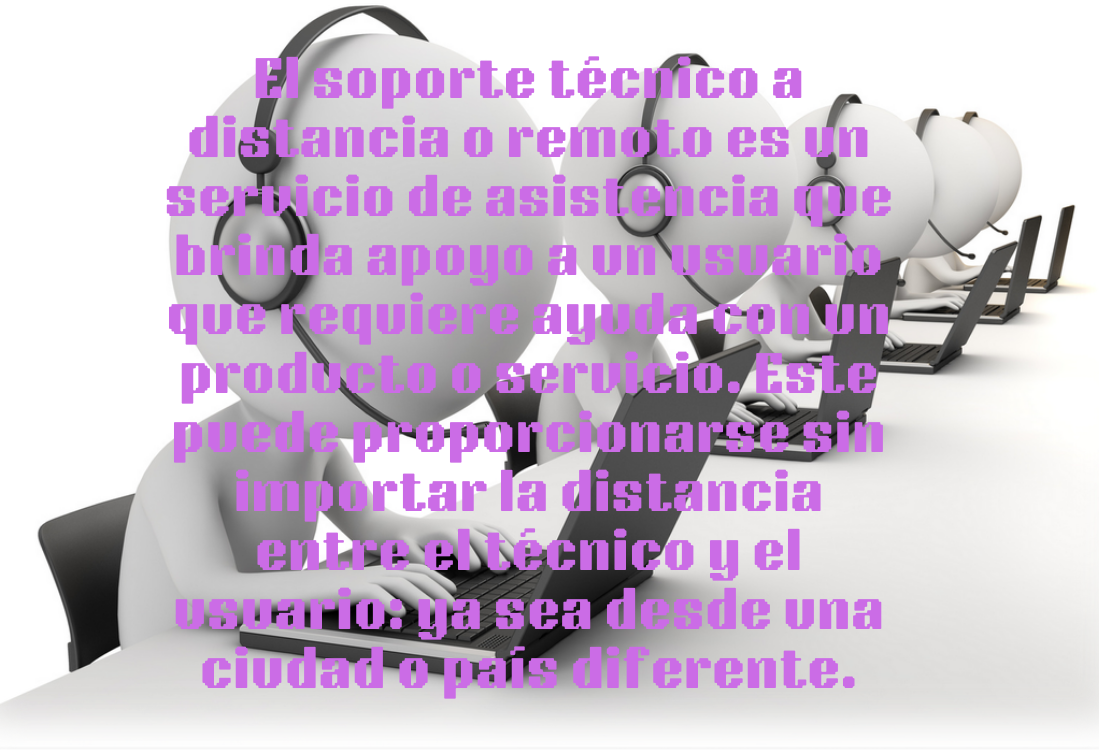 El soporte técnico a
distancia o remoto es un
servicio de asistencia que
brinda apoyo a un usuario
que requiere ayuda con un
producto o servicio. Este
puede proporcionarse sin
importar la distancia
entre el técnico y el
usuario: ya sea desde una
ciudad o país diferente.